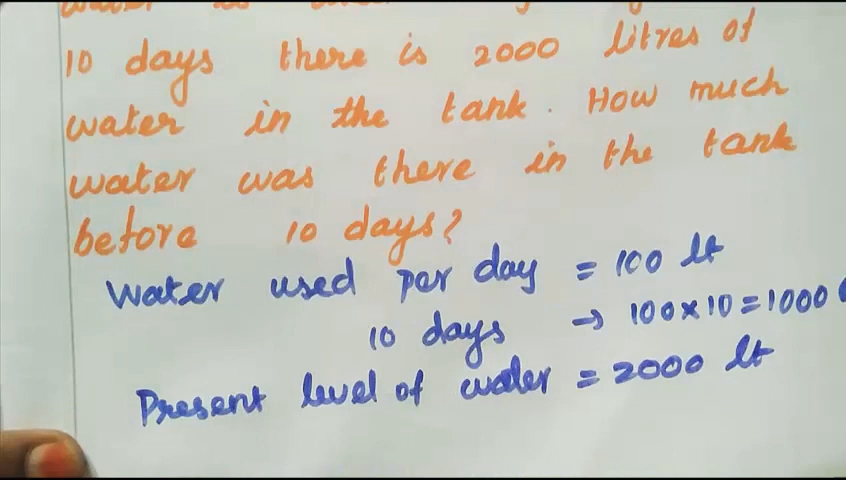 water is
10 days there is 2000 litres of
water in the tank. How much
water was there in the tank
before 10 days?
Water used per day = 100 lt
10 days → 100×10=1000
Present level of water = 2000 lt